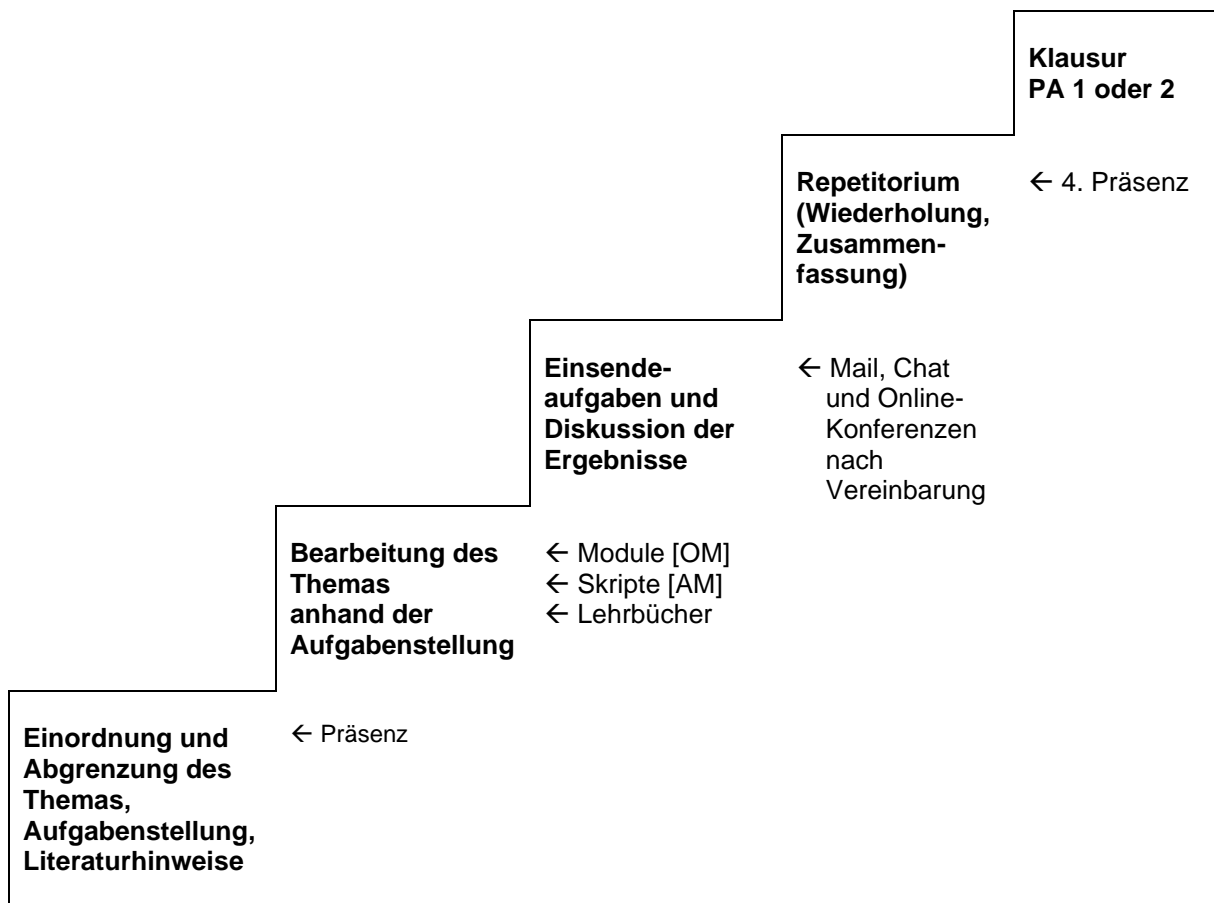 Klausur
PA 1 oder 2
Repetitorium
(Wiederholung,
Zusammen-
fassung)
← 4. Präsenz
Einsende-
aufgaben und
Diskussion der
Ergebnisse
← Mail, Chat
und Online-
Konferenzen
nach
Vereinbarung
Bearbeitung des
Themas
anhand der
Aufgabenstellung
← Module [OM]
← Skripte [AM]
← Lehrbücher
Einordnung und
Abgrenzung des
Themas,
Aufgabenstellung,
Literaturhinweise
← Präsenz